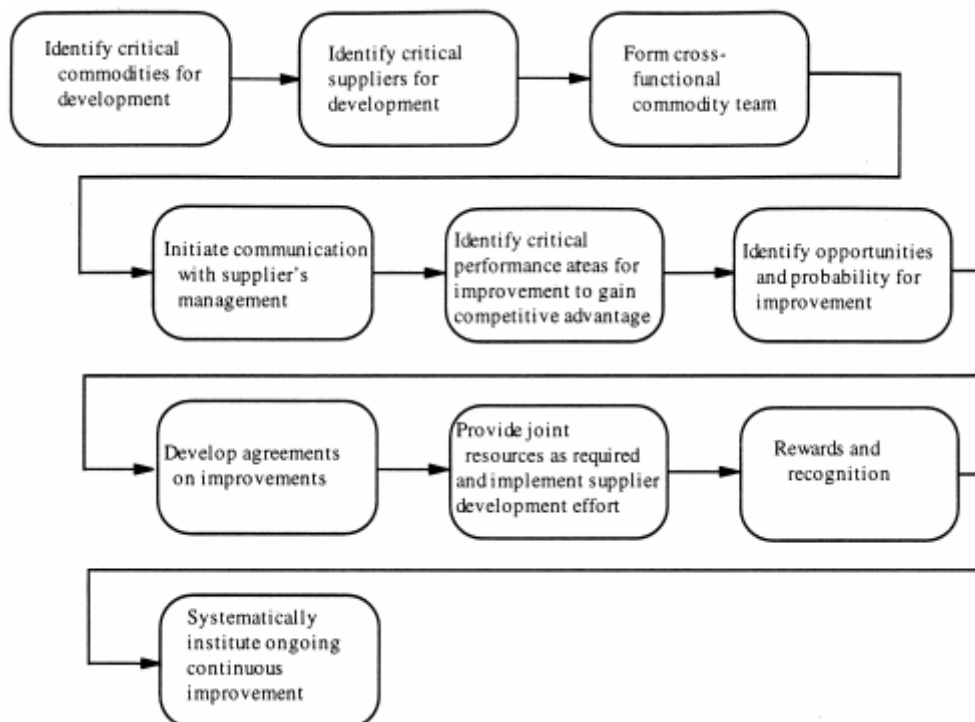 Identify critical
commodities for
development
Identify critical
suppliers for
development
Form cross-
functional
commodity team
Initiate communication
with supplier's
management
Identify critical
performance areas for
improvement to gain
competitive advantage
Identify opportunities
and probability for
improvement
Develop agreements
on improvements
Provide joint
resources as required
and implement supplier
development effort
Rewards and
recognition
Systematically
institute ongoing
continuous
improvement